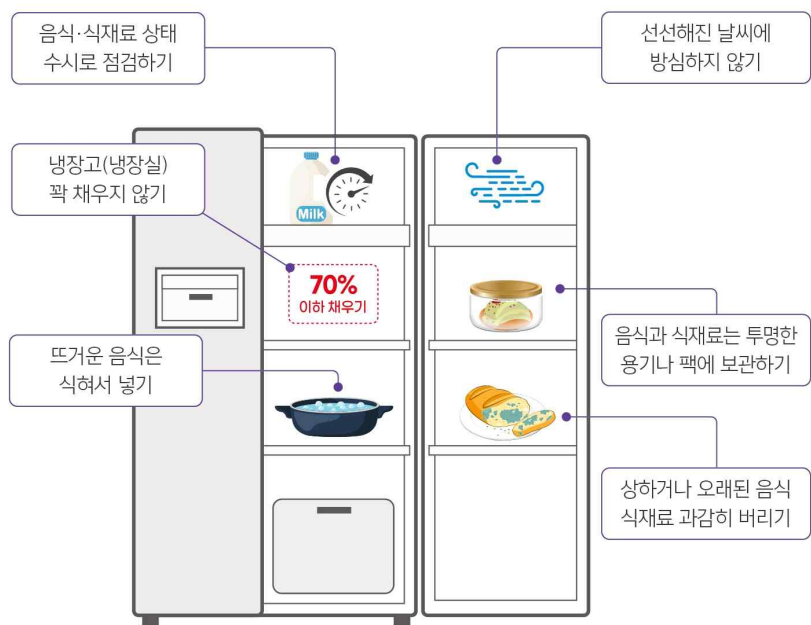 음식·식재료 상태
수시로 점검하기
선선해진 날씨에
방심하지 않기
냉장고(냉장실)
꽉 채우지 않기
Milk
70%
이하 채우기
음식과 식재료는 투명한
용기나 팩에 보관하기
뜨거운 음식은
식혀서 넣기
상하거나 오래된 음식
식재료 과감히 버리기